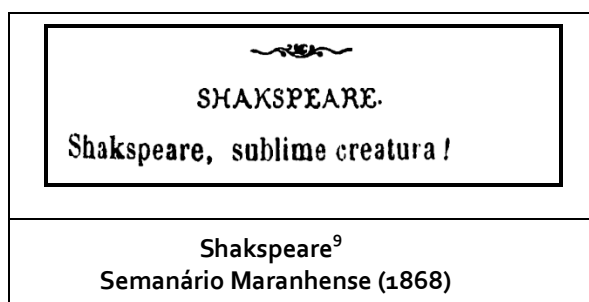 SHAKSPEARE.
Shakspeare, sublime creatura !
Shakspeare⁹
Semanário Maranhense (1868)